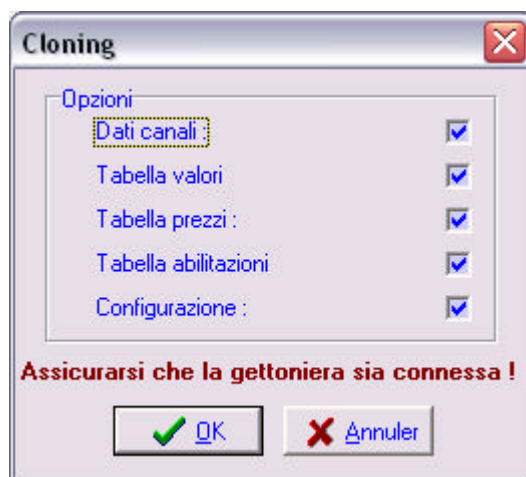 Cloning
Opzioni
Dati canali :
Tabella valori
Tabella prezzi :
Tabella abilitazioni
Configurazione :
Assicurarsi che la gettoniera sia connessa !
OK Annuler